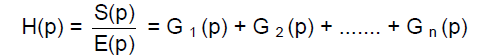 H(p) = S(p) / E(p) = G 1 (p) + G 2 (p) + ....... + G n (p)